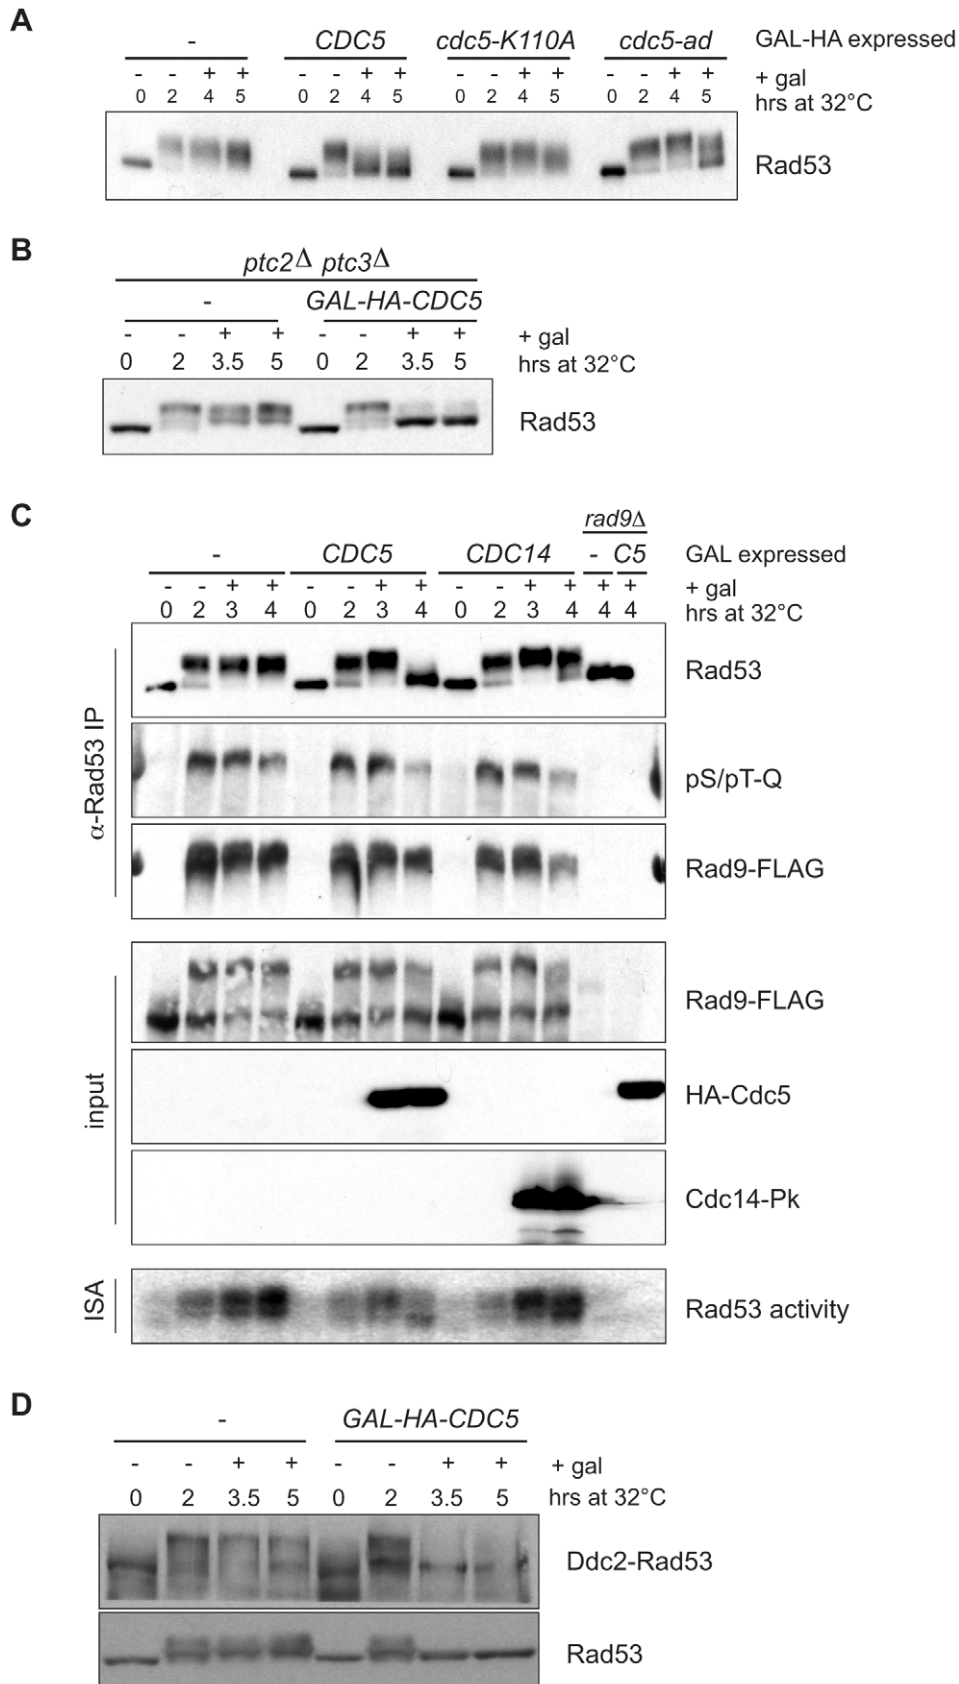 A
- CDC5 cdc5-K110A cdc5-ad GAL-HA expressed
- - + + - - + + - - + + - - + + + gal
0 2 4 5 0 2 4 5 0 2 4 5 0 2 4 5 hrs at 32°C
Rad53
B
ptc2Δ ptc3Δ
- GAL-HA-CDC5
- - + + - - + + + gal
0 2 3.5 5 0 2 3.5 5 hrs at 32°C
Rad53
C
rad9Δ
- CDC5 CDC14 - C5 GAL expressed
- - + + - - + + - - + + + + + gal
0 2 3 4 0 2 3 4 0 2 3 4 4 4 hrs at 32°C
α-Rad53 IP
Rad53
pS/pT-Q
Rad9-FLAG
input
Rad9-FLAG
HA-Cdc5
Cdc14-Pk
ISA
Rad53 activity
D
- GAL-HA-CDC5
- - + + - - + + + gal
0 2 3.5 5 0 2 3.5 5 hrs at 32°C
Ddc2-Rad53
Rad53